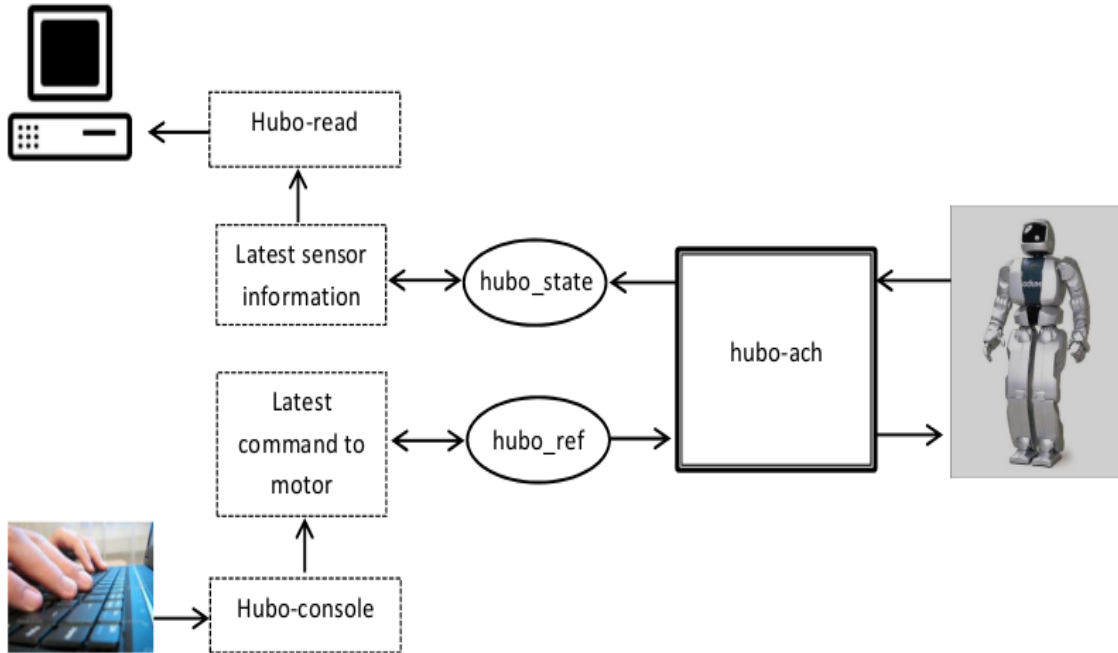 Hubo-read
Latest sensor
information
hubo_state
hubo-ach
Latest
command to
motor
hubo_ref
Hubo-console